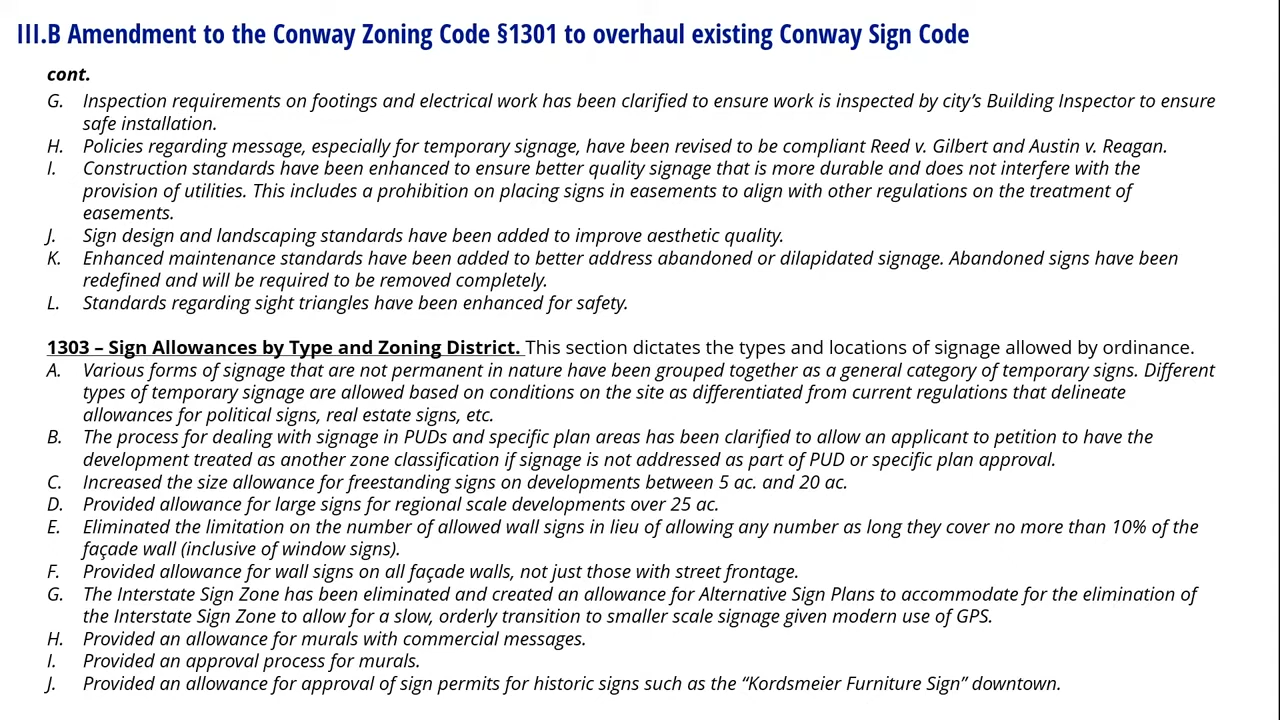 III.B Amendment to the Conway Zoning Code §1301 to overhaul existing Conway Sign Code
cont.
G. Inspection requirements on footings and electrical work has been clarified to ensure work is inspected by city's Building Inspector to ensure
safe installation.
H. Policies regarding message, especially for temporary signage, have been revised to be compliant Reed v. Gilbert and Austin v. Reagan.
I. Construction standards have been enhanced to ensure better quality signage that is more durable and does not interfere with the
provision of utilities. This includes a prohibition on placing signs in easements to align with other regulations on the treatment of
easements.
J. Sign design and landscaping standards have been added to improve aesthetic quality.
K. Enhanced maintenance standards have been added to better address abandoned or dilapidated signage. Abandoned signs have been
redefined and will be required to be removed completely.
L. Standards regarding sight triangles have been enhanced for safety.
1303 – Sign Allowances by Type and Zoning District. This section dictates the types and locations of signage allowed by ordinance.
A. Various forms of signage that are not permanent in nature have been grouped together as a general category of temporary signs. Different
types of temporary signage are allowed based on conditions on the site as differentiated from current regulations that delineate
allowances for political signs, real estate signs, etc.
B. The process for dealing with signage in PUDs and specific plan areas has been clarified to allow an applicant to petition to have the
development treated as another zone classification if signage is not addressed as part of PUD or specific plan approval.
C. Increased the size allowance for freestanding signs on developments between 5 ac. and 20 ac.
D. Provided allowance for large signs for regional scale developments over 25 ac.
E. Eliminated the limitation on the number of allowed wall signs in lieu of allowing any number as long they cover no more than 10% of the
façade wall (inclusive of window signs).
F. Provided allowance for wall signs on all façade walls, not just those with street frontage.
G. The Interstate Sign Zone has been eliminated and created an allowance for Alternative Sign Plans to accommodate for the elimination of
the Interstate Sign Zone to allow for a slow, orderly transition to smaller scale signage given modern use of GPS.
H. Provided an allowance for murals with commercial messages.
I. Provided an approval process for murals.
J. Provided an allowance for approval of sign permits for historic signs such as the “Kordsmeier Furniture Sign” downtown.